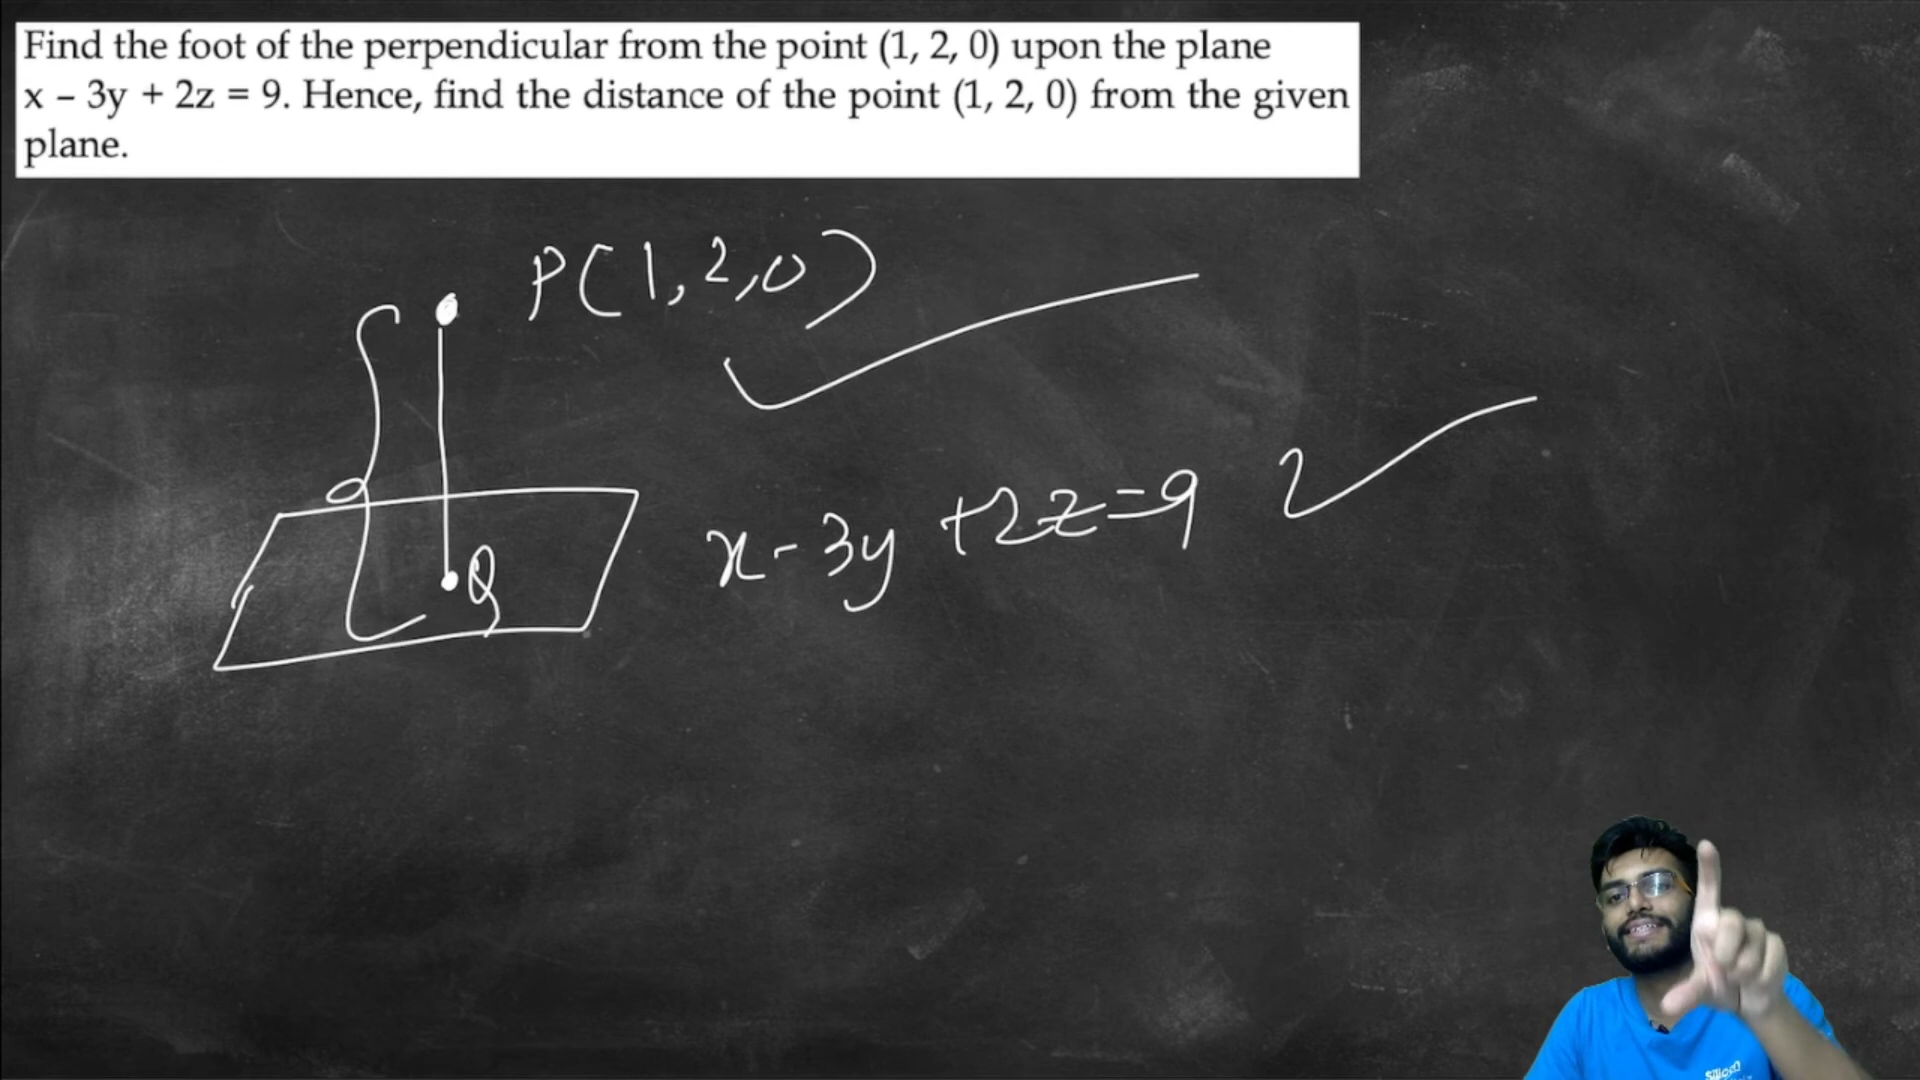 Find the foot of the perpendicular from the point (1, 2, 0) upon the plane
x – 3y + 2z = 9. Hence, find the distance of the point (1, 2, 0) from the given
plane.
P(1,2,0)
x-3y+2z=9
Q
Silicon